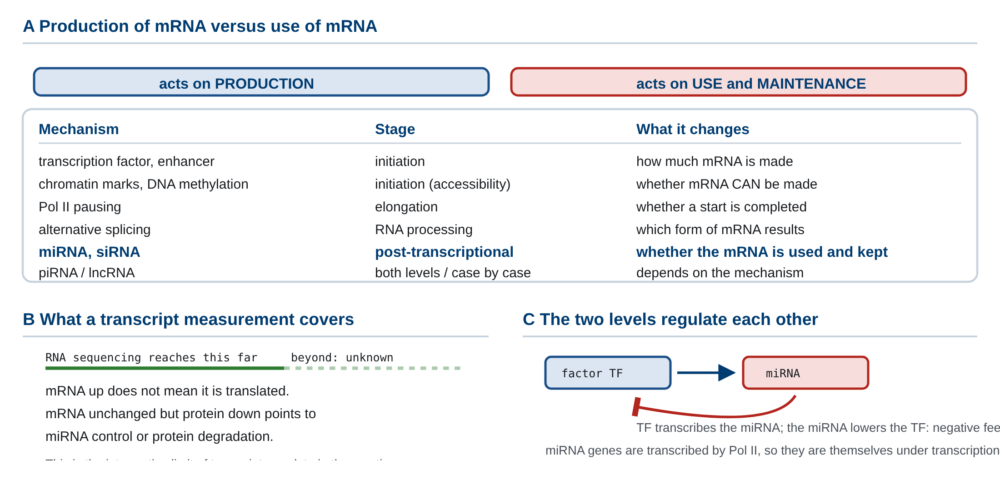 A Production of mRNA versus use of mRNA
acts on PRODUCTION
acts on USE and MAINTENANCE
Mechanism Stage What it changes
transcription factor, enhancer initiation how much mRNA is made
chromatin marks, DNA methylation initiation (accessibility) whether mRNA CAN be made
Pol II pausing elongation whether a start is completed
alternative splicing RNA processing which form of mRNA results
miRNA, siRNA post-transcriptional whether the mRNA is used and kept
piRNA / lncRNA both levels / case by case depends on the mechanism
B What a transcript measurement covers
RNA sequencing reaches this far beyond: unknown
mRNA up does not mean it is translated.
mRNA unchanged but protein down points to
miRNA control or protein degradation.
C The two levels regulate each other
factor TF
miRNA
TF transcribes the miRNA; the miRNA lowers the TF: negative fee
miRNA genes are transcribed by Pol II, so they are themselves under transcription